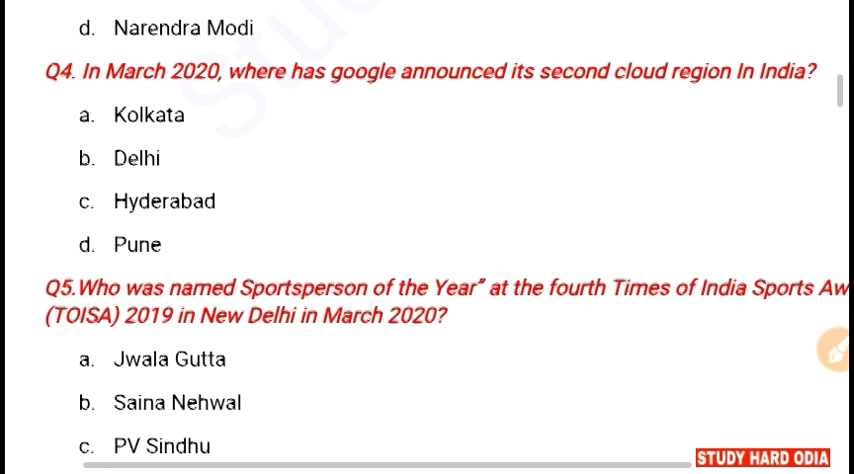 d. Narendra Modi
Q4. In March 2020, where has google announced its second cloud region In India?
a. Kolkata
b. Delhi
c. Hyderabad
d. Pune
Q5.Who was named Sportsperson of the Year” at the fourth Times of India Sports Aw
(TOISA) 2019 in New Delhi in March 2020?
a. Jwala Gutta
b. Saina Nehwal
c. PV Sindhu
STUDY HARD ODIA